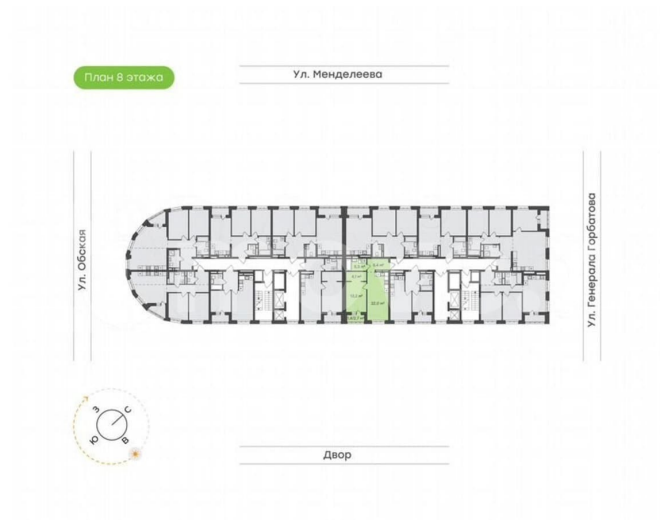 План 8 этажа
Ул. Менделеева
Ул. Обская
Ул. Генерала Горбатова
З
С
Ю
В
Двор